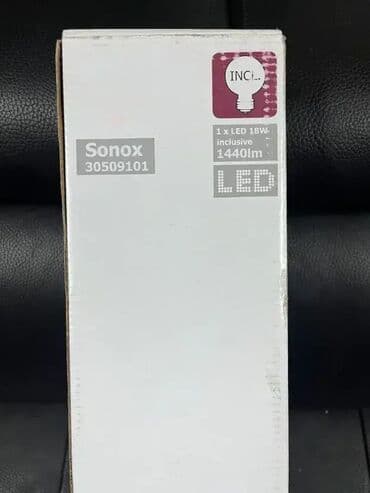 INCL.
1 x LED 18W
inclusive
1440lm
Sonox
30509101
LED